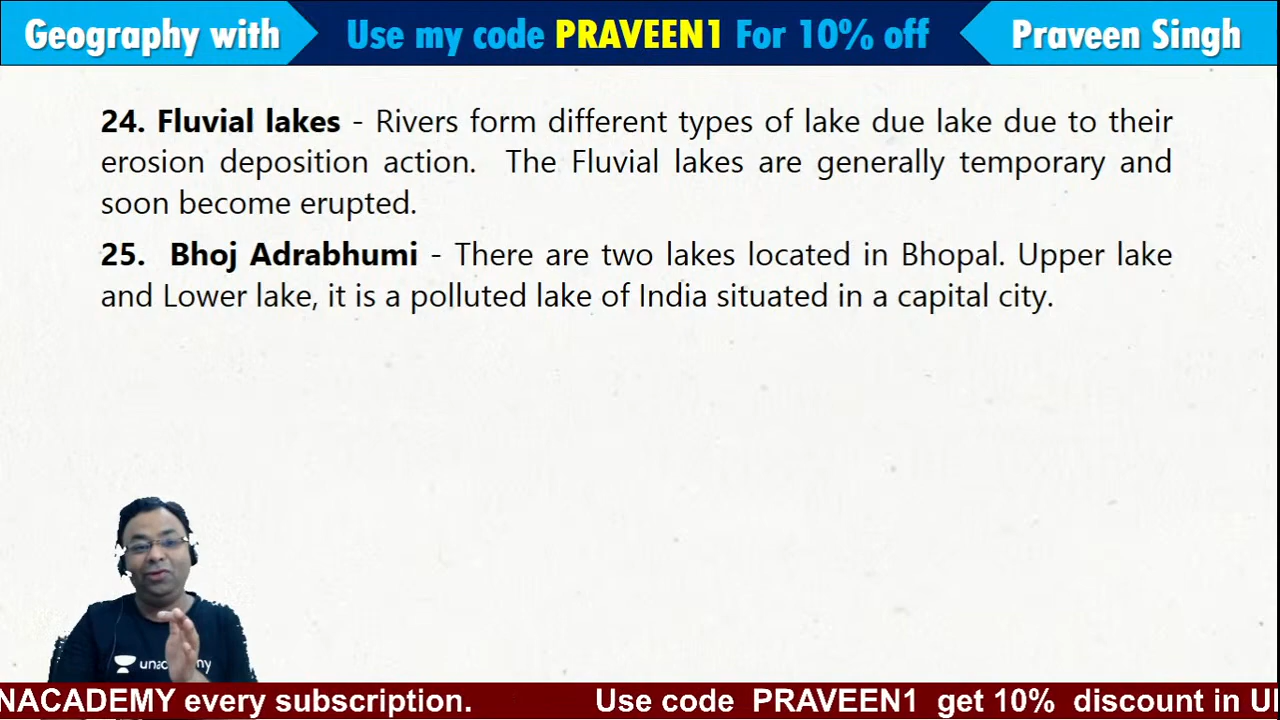 Geography with
Use my code PRAVEEN1 For 10% off
Praveen Singh
24. Fluvial lakes - Rivers form different types of lake due lake due to their
erosion deposition action. The Fluvial lakes are generally temporary and
soon become erupted.
25. Bhoj Adrabhumi - There are two lakes located in Bhopal. Upper lake
and Lower lake, it is a polluted lake of India situated in a capital city.
NACADEMY every subscription. Use code PRAVEEN1 get 10% discount in